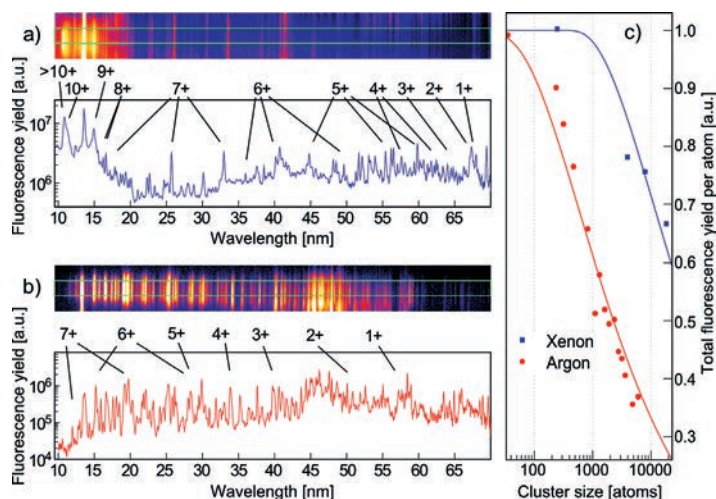 a)
>10+
10+
9+
8+
7+
6+
5+
4+
3+
2+
1+
Fluorescence yield [a.u.]
10⁷
10⁶
10 15 20 25 30 35 40 45 50 55 60 65
Wavelength [nm]
b)
7+
6+
5+
4+
3+
2+
1+
Fluorescence yield [a.u.]
10⁶
10⁵
10⁴
10 15 20 25 30 35 40 45 50 55 60 65
Wavelength [nm]
c)
1.0
0.9
0.8
0.7
0.6
0.5
0.4
0.3
Total fluorescence yield per atom [a.u.]
Xenon
Argon
100 1000 10000
Cluster size [atoms]